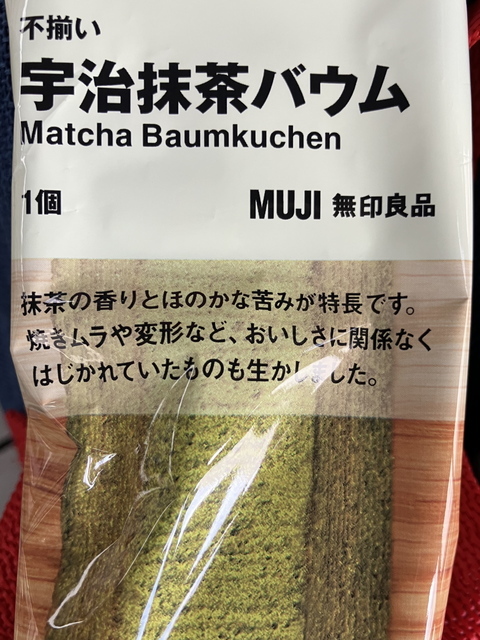 不揃い
宇治抹茶バウム
Matcha Baumkuchen
1個
MUJI 無印良品
抹茶の香りとほのかな苦みが特長です。
焼きムラや変形など、おいしさに関係なく
はじかれていたものも生かしました。